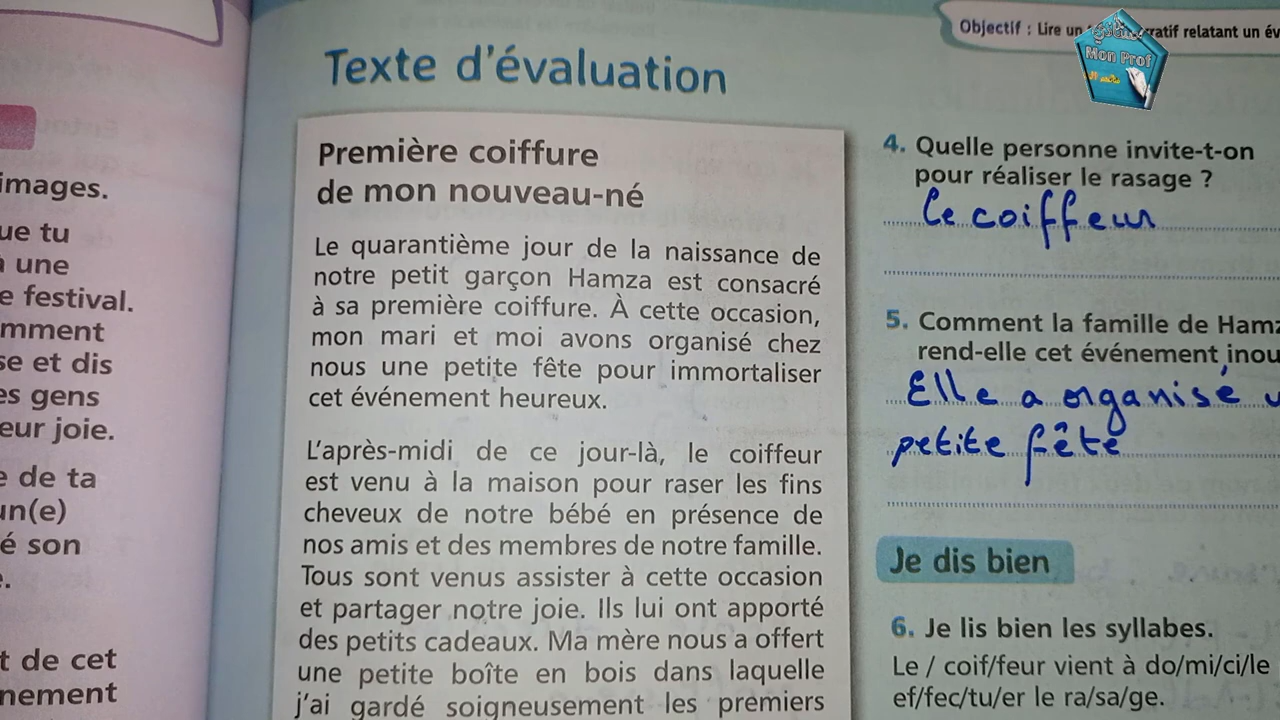 images.
ue tu
à une
e festival.
mment
se et dis
es gens
eur joie.
e de ta
un(e)
é son
t de cet
nement
Texte d'évaluation
Première coiffure
de mon nouveau-né
Le quarantième jour de la naissance de
notre petit garçon Hamza est consacré
à sa première coiffure. À cette occasion,
mon mari et moi avons organisé chez
nous une petite fête pour immortaliser
cet événement heureux.
L'après-midi de ce jour-là, le coiffeur
est venu à la maison pour raser les fins
cheveux de notre bébé en présence de
nos amis et des membres de notre famille.
Tous sont venus assister à cette occasion
et partager notre joie. Ils lui ont apporté
des petits cadeaux. Ma mère nous a offert
une petite boîte en bois dans laquelle
j'ai gardé soigneusement les premiers
Objectif : Lire un ratif relatant un év
Mon Prof
4. Quelle personne invite-t-on
pour réaliser le rasage ?
Le coiffeur
5. Comment la famille de Hamz
rend-elle cet événement inou
Elle a organisé u
petite fête
Je dis bien
6. Je lis bien les syllabes.
Le / coif/feur vient à do/mi/ci/le
ef/fec/tu/er le ra/sa/ge.